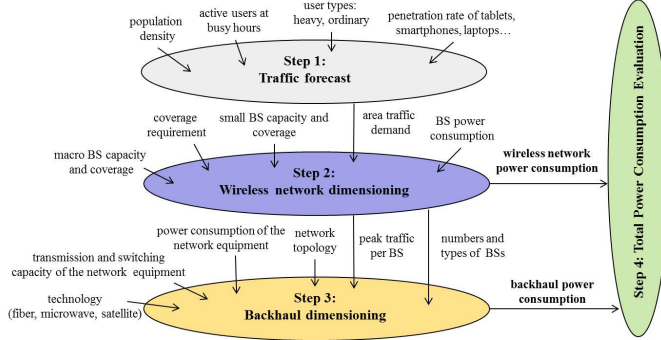 population
density
active users at
busy hours
user types:
heavy, ordinary
penetration rate of tablets,
smartphones, laptops…
Step 1:
Traffic forecast
coverage
requirement
small BS capacity and
coverage
area traffic
demand
BS power
consumption
macro BS capacity
and coverage
Step 2:
Wireless network dimensioning
wireless network
power consumption
power consumption of the
network equipment
network
topology
peak traffic
per BS
numbers and
types of BSs
transmission and switching
capacity of the network equipment
technology
(fiber, microwave, satellite)
Step 3:
Backhaul dimensioning
backhaul power
consumption
Step 4: Total Power Consumption Evaluation